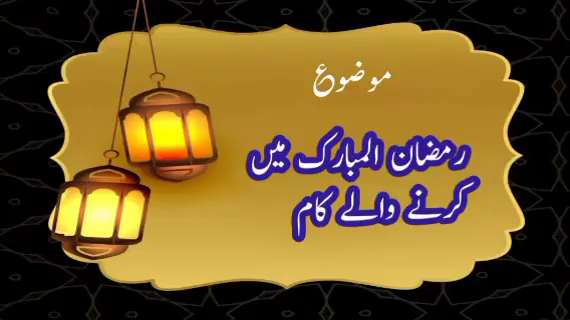 موضوع
رمضان المبارک میں
کرنے والے کام